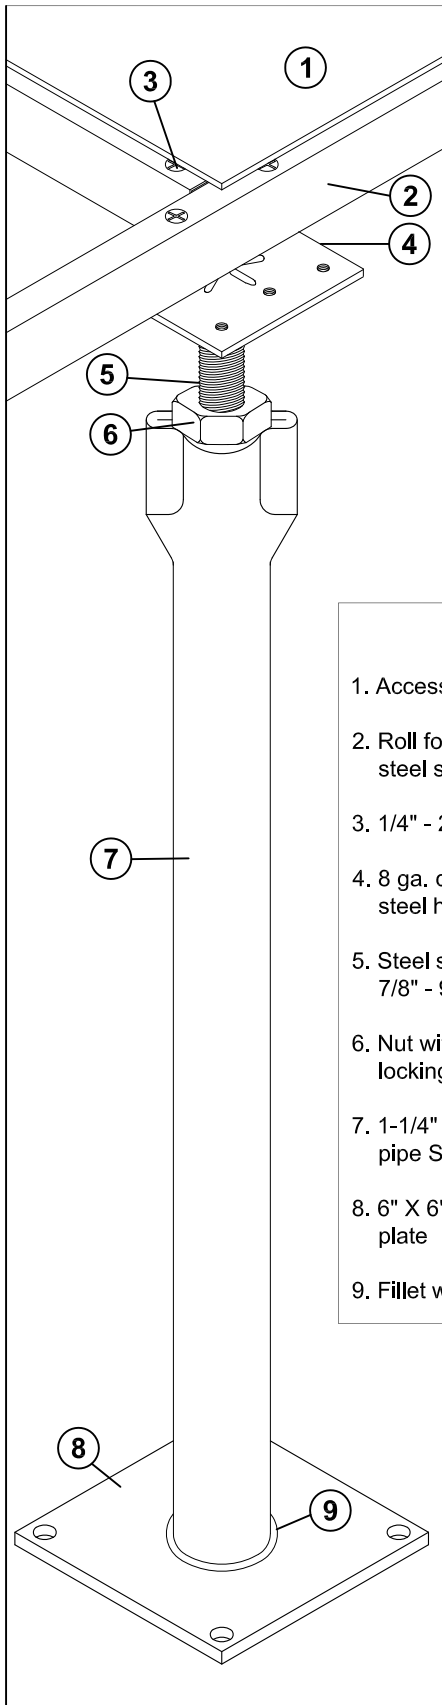 1
3
2
4
5
6
1. Access
2. Roll fo
steel s
3. 1/4" - 2
4. 8 ga. c
steel h
5. Steel s
7/8" - 9
6. Nut wi
locking
7. 1-1/4"
pipe S
8. 6" X 6"
plate
9. Fillet w
7
8
9